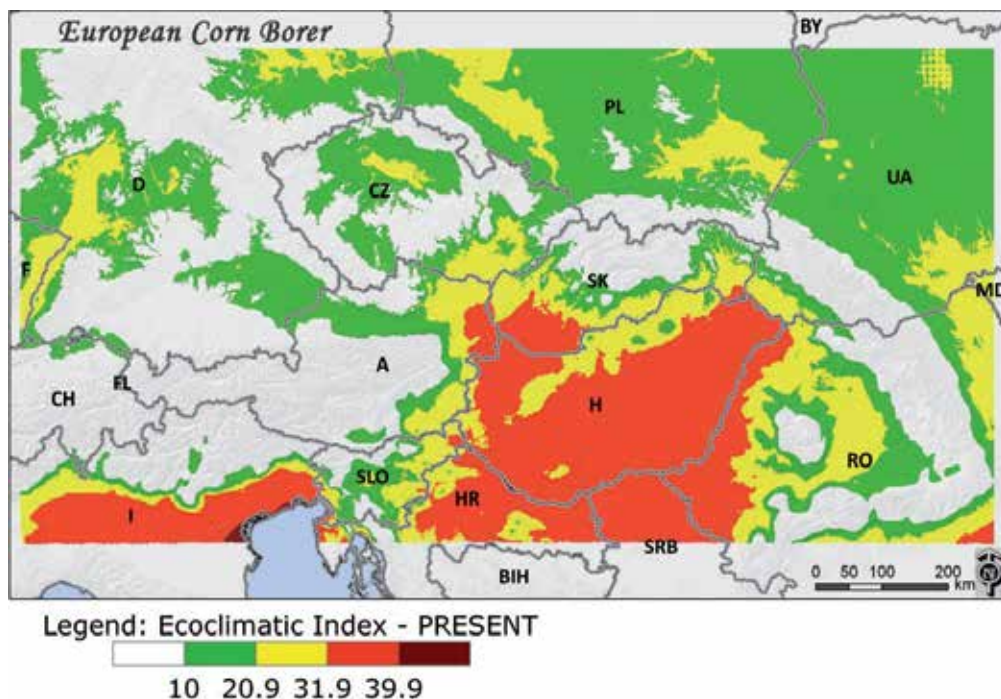 European Corn Borer
BY
PL
D
CZ
UA
F
SK
MD
A
FL
CH
H
RO
SLO
HR
I
SRB
BIH
0 50 100 200
km
N
Legend: Ecoclimatic Index - PRESENT
10 20.9 31.9 39.9